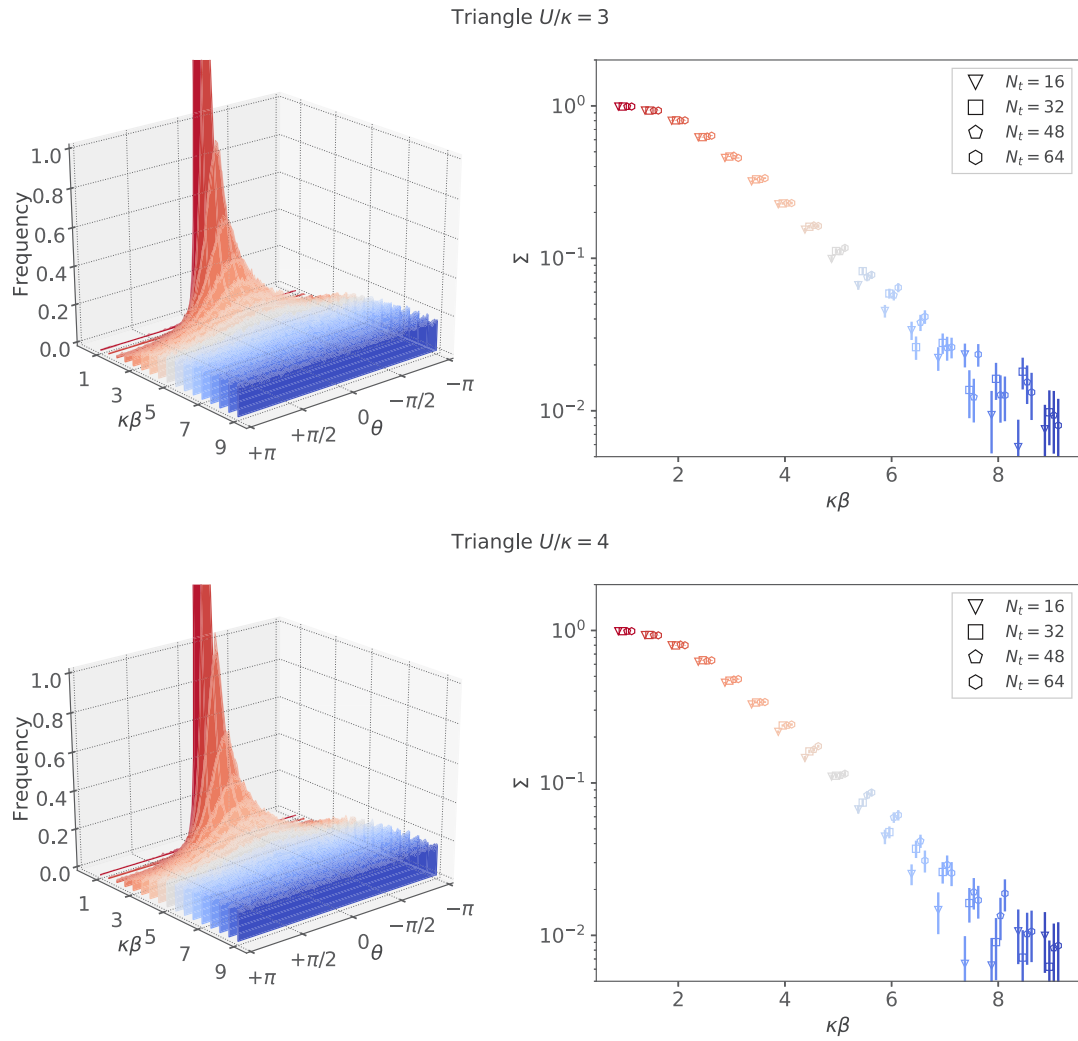 Triangle U/κ = 3
1.0
0.8
0.6
0.4
0.2
0.0
Frequency
1
3
5
7
9
κβ
+π
+π/2
0
−π/2
−π
θ
10⁰
10⁻¹
10⁻²
Σ
2
4
6
8
κβ
N_t = 16
N_t = 32
N_t = 48
N_t = 64
Triangle U/κ = 4
1.0
0.8
0.6
0.4
0.2
0.0
Frequency
1
3
5
7
9
κβ
+π
+π/2
0
−π/2
−π
θ
10⁰
10⁻¹
10⁻²
Σ
2
4
6
8
κβ
N_t = 16
N_t = 32
N_t = 48
N_t = 64